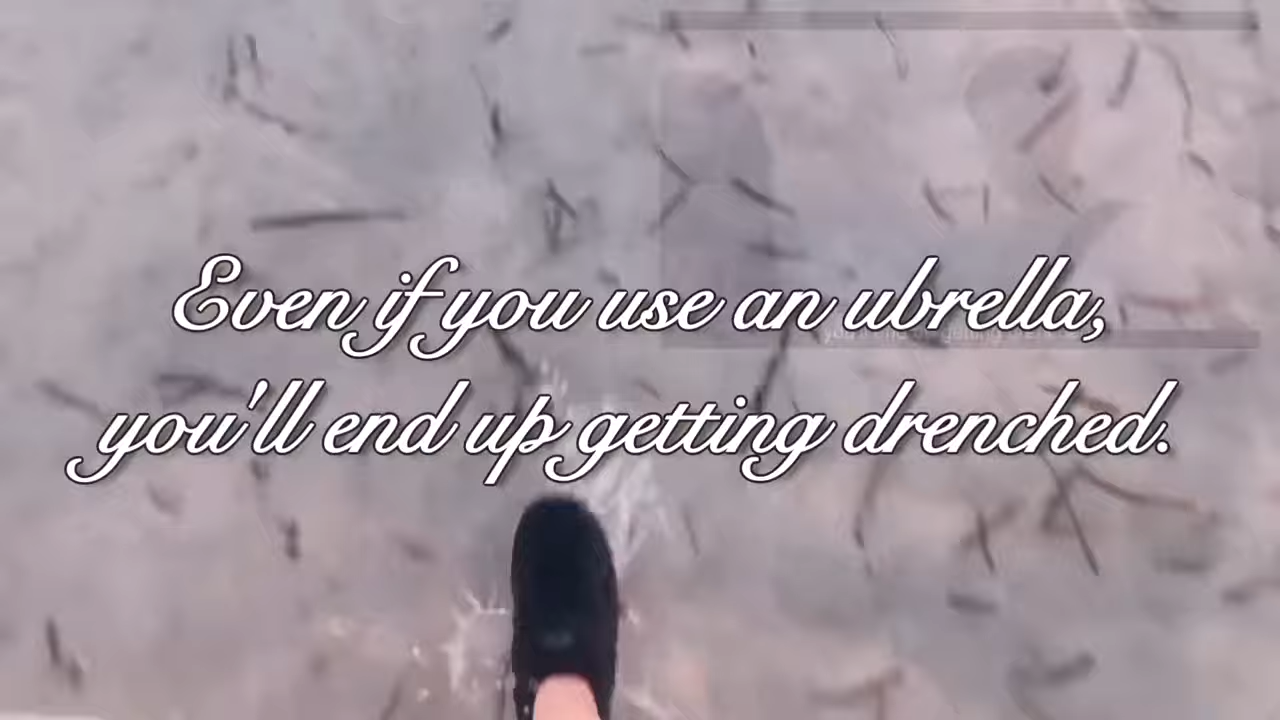 Even if you use an ubrella,
you'll end up getting drenched.